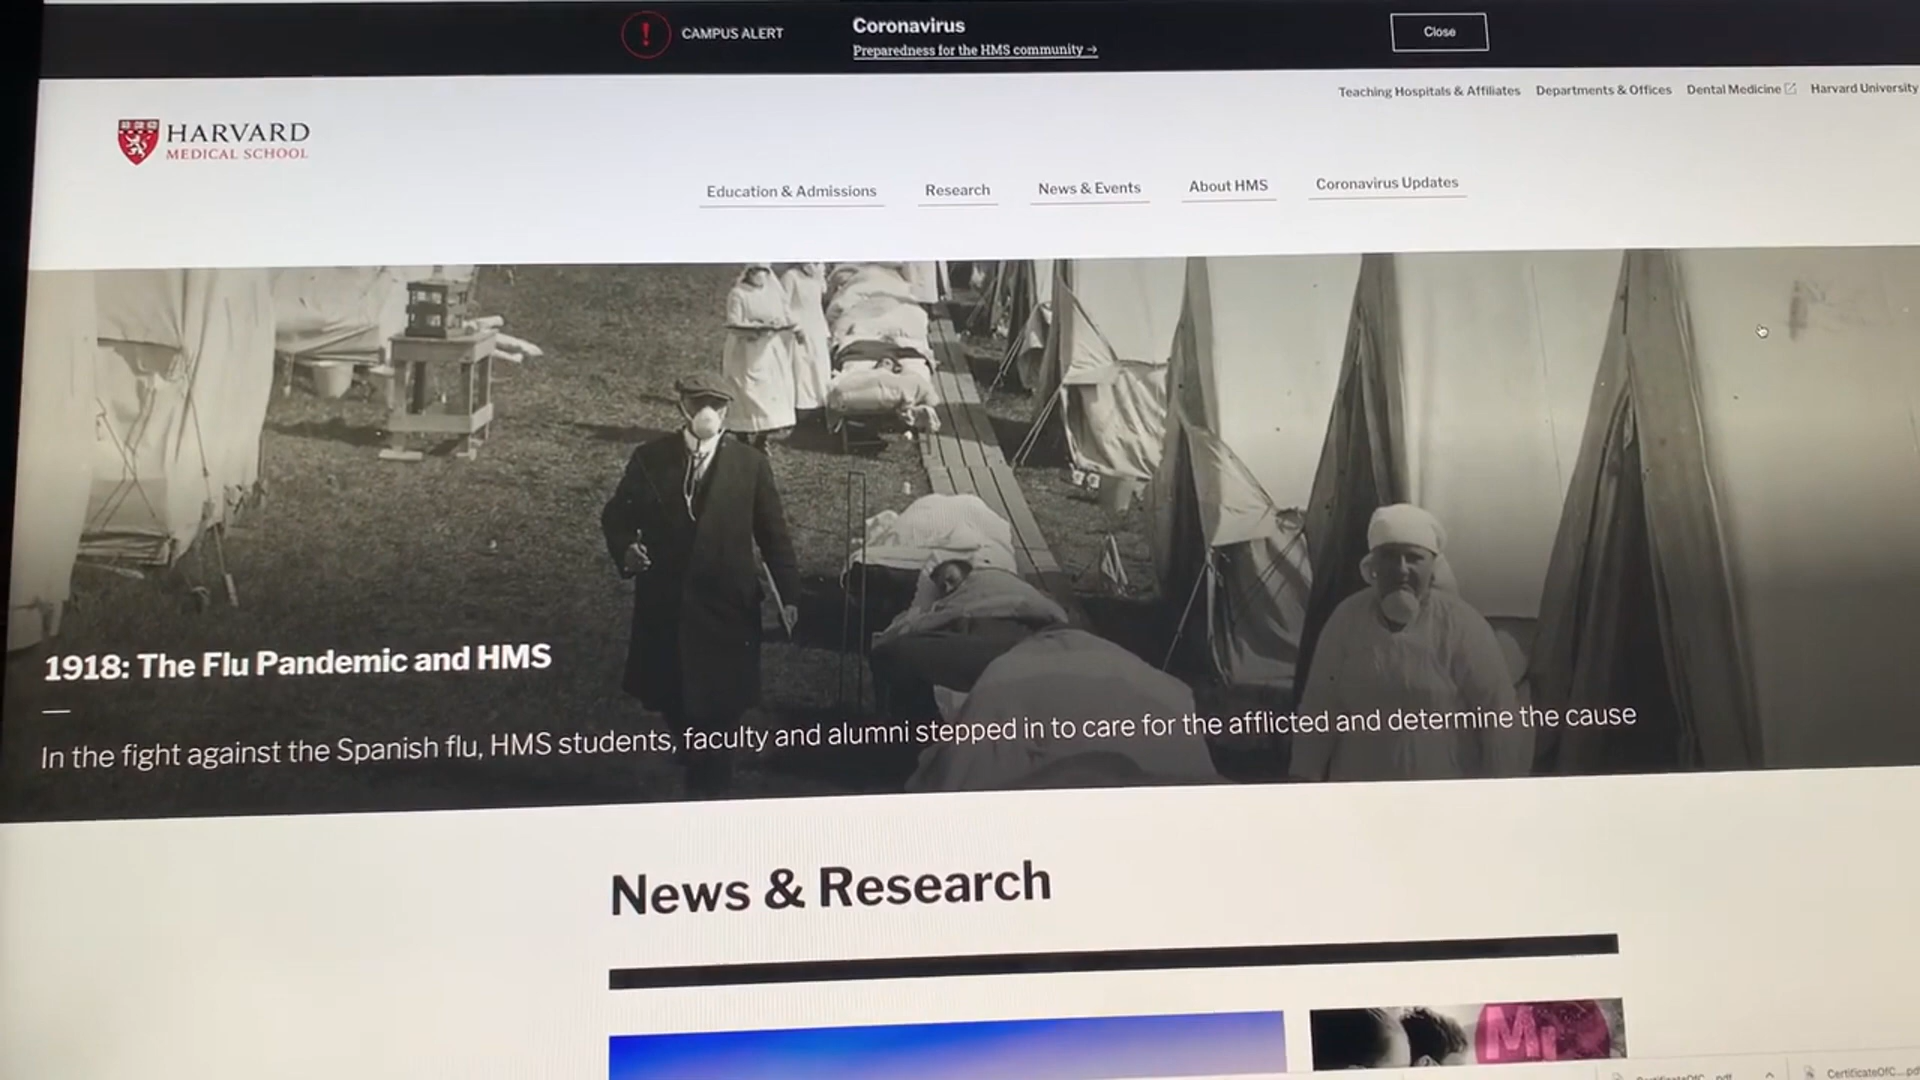 CAMPUS ALERT
Coronavirus
Preparedness for the HMS community →
Close
Teaching Hospitals & Affiliates Departments & Offices Dental Medicine Harvard University
HARVARD
MEDICAL SCHOOL
Education & Admissions Research News & Events About HMS Coronavirus Updates
1918: The Flu Pandemic and HMS
In the fight against the Spanish flu, HMS students, faculty and alumni stepped in to care for the afflicted and determine the cause
News & Research
CertificateOfC...pd